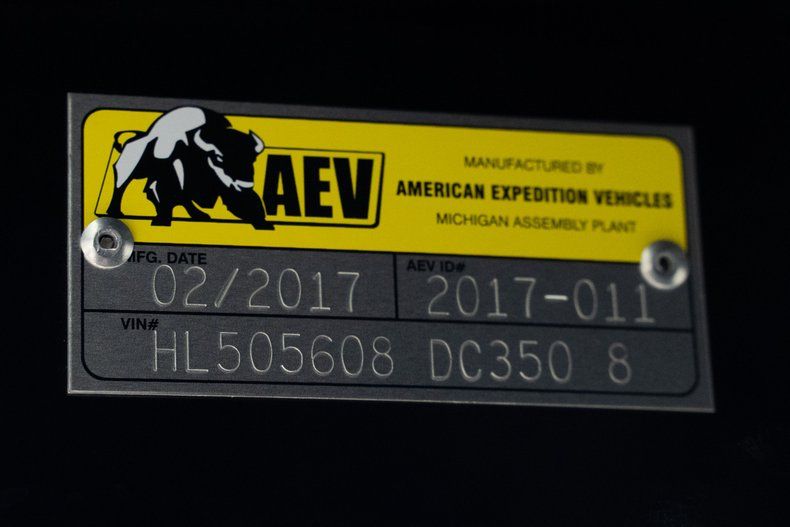 AEV
MANUFACTURED BY
AMERICAN EXPEDITION VEHICLES
MICHIGAN ASSEMBLY PLANT
MFG. DATE
02/2017
AEV ID#
2017-011
VIN#
HL505608 DC350 8